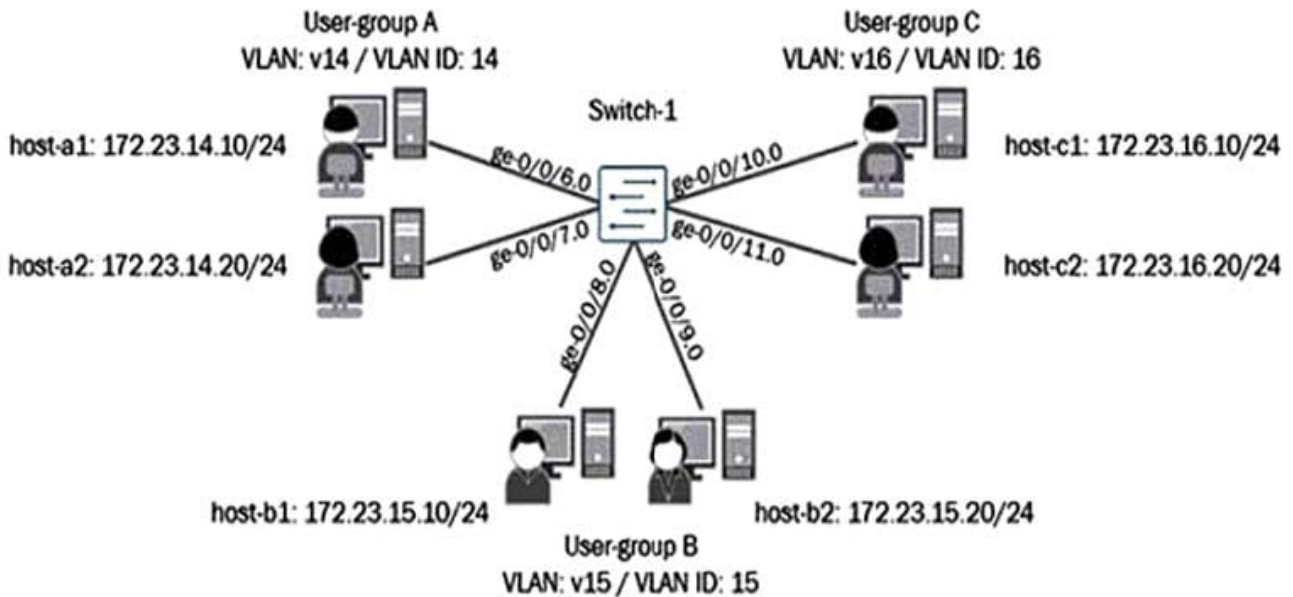 User-group A
VLAN: v14 / VLAN ID: 14
User-group C
VLAN: v16 / VLAN ID: 16
Switch-1
host-a1: 172.23.14.10/24
ge-0/0/6.0
ge-0/0/10.0
host-c1: 172.23.16.10/24
host-a2: 172.23.14.20/24
ge-0/0/7.0
ge-0/0/11.0
host-c2: 172.23.16.20/24
ge-0/0/8.0
ge-0/0/9.0
host-b1: 172.23.15.10/24
host-b2: 172.23.15.20/24
User-group B
VLAN: v15 / VLAN ID: 15